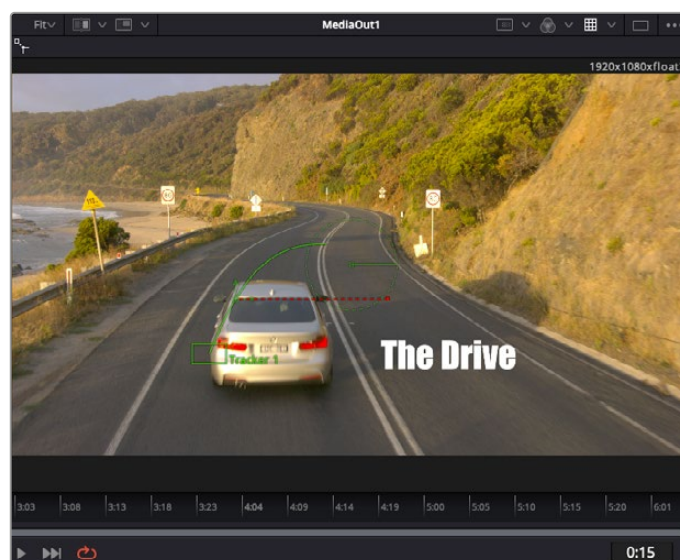 Fit
MediaOut1
1920x1080xfloat
Tracker 1
The Drive
3:03 3:08 3:13 3:18 3:23 4:04 4:09 4:14 4:19 5:00 5:05 5:10 5:15 5:20 6:01
0:15